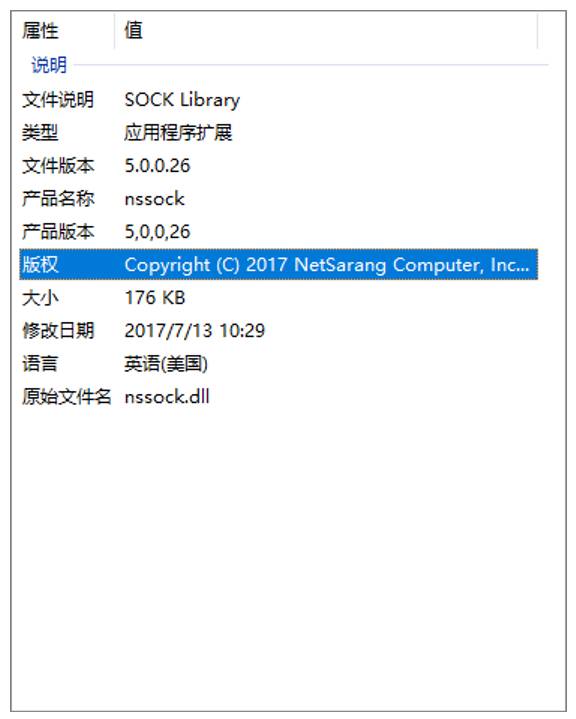 属性 值
说明
文件说明 SOCK Library
类型 应用程序扩展
文件版本 5.0.0.26
产品名称 nssock
产品版本 5,0,0,26
版权 Copyright (C) 2017 NetSarang Computer, Inc...
大小 176 KB
修改日期 2017/7/13 10:29
语言 英语(美国)
原始文件名 nssock.dll